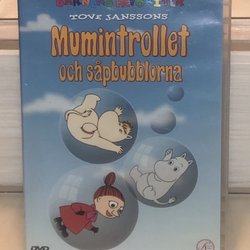 TOVE JANSSONS
Mumintrollet
och såpbubblorna
DVD